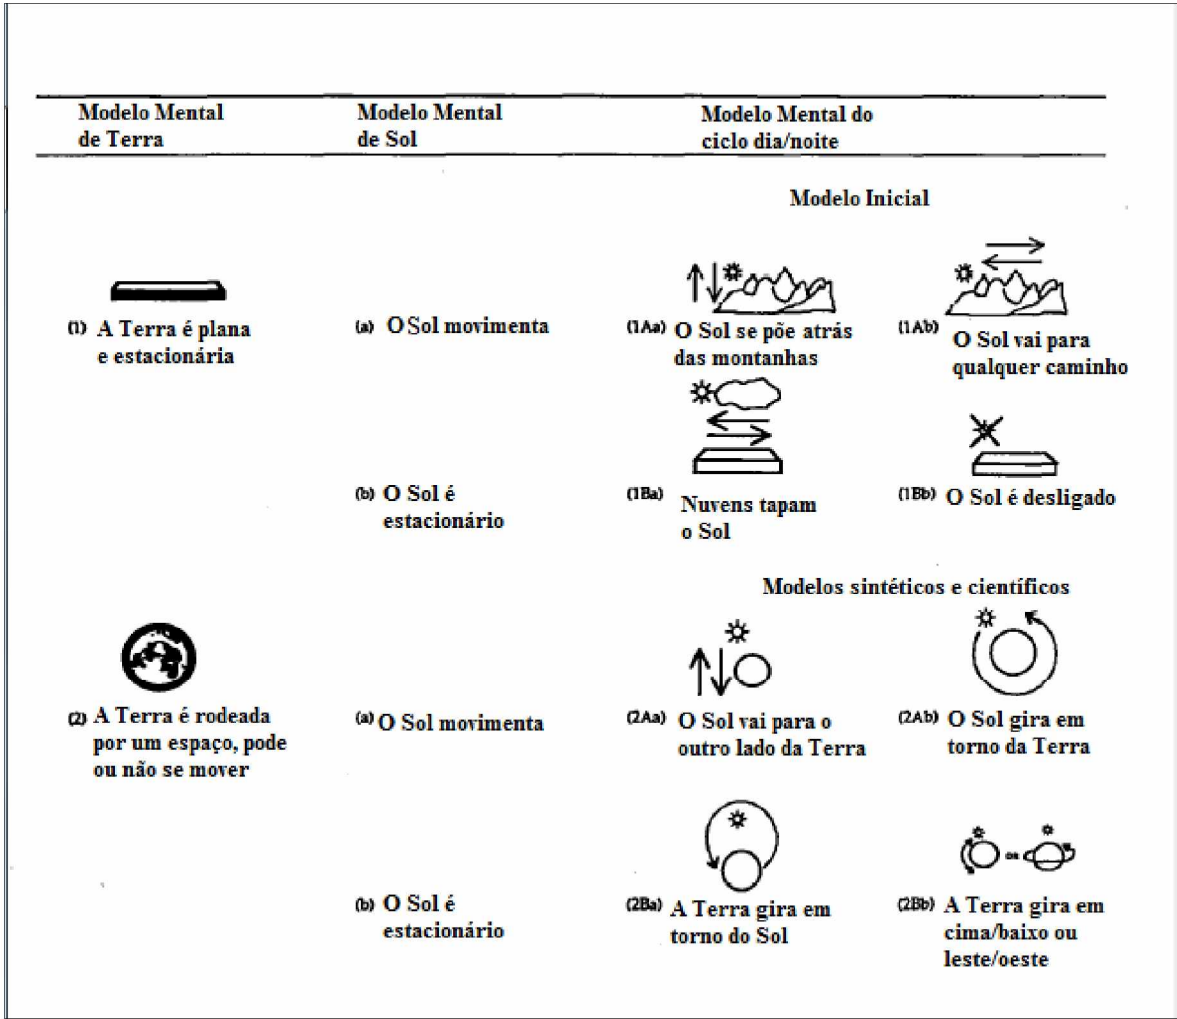 Modelo Mental
de Terra
Modelo Mental
de Sol
Modelo Mental do
ciclo dia/noite
Modelo Inicial
(1) A Terra é plana
e estacionária
(a) O Sol movimenta
(1Aa) O Sol se põe atrás
das montanhas
(1Ab) O Sol vai para
qualquer caminho
(b) O Sol é
estacionário
(1Ba) Nuvens tapam
o Sol
(1Bb) O Sol é desligado
Modelos sintéticos e científicos
(2) A Terra é rodeada
por um espaço, pode
ou não se mover
(a) O Sol movimenta
(2Aa) O Sol vai para o
outro lado da Terra
(2Ab) O Sol gira em
torno da Terra
(b) O Sol é
estacionário
(2Ba) A Terra gira em
torno do Sol
OR
(2Bb) A Terra gira em
cima/baixo ou
leste/oeste